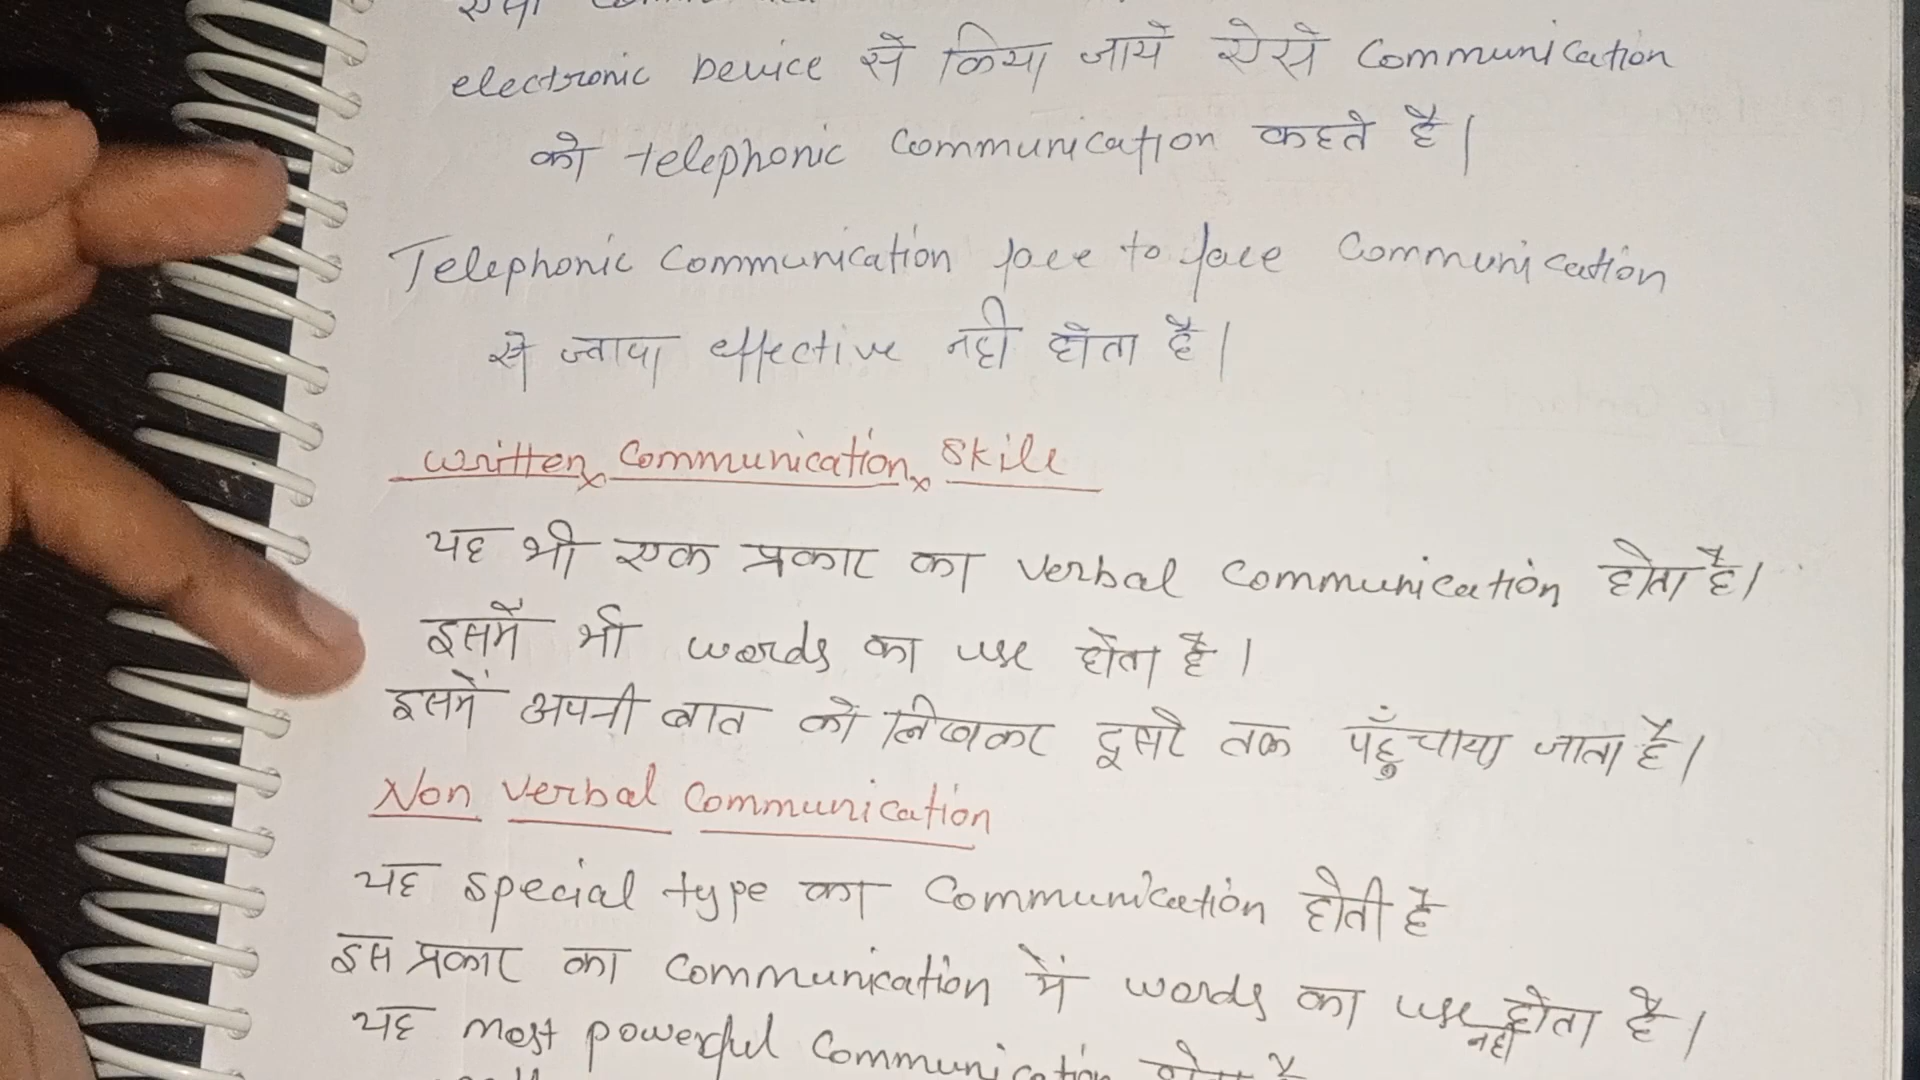 electronic Device से किया जाये ऐसे Communication
को telephonic Communication कहते है।
Telephonic Communication face to face Communication
से ज्यादा effective नही होता है।
Written Communication Skill
यह भी एक प्रकार का verbal Communication होता है।
इसमें भी words का use होता है।
इसमें अपनी बात को लिखकर दूसरे तक पहुँचाया जाता है।
Non verbal Communication
यह special type का Communication होती है
इस प्रकार का Communication में words का use नही होता है।
यह most powerful Communication होता है